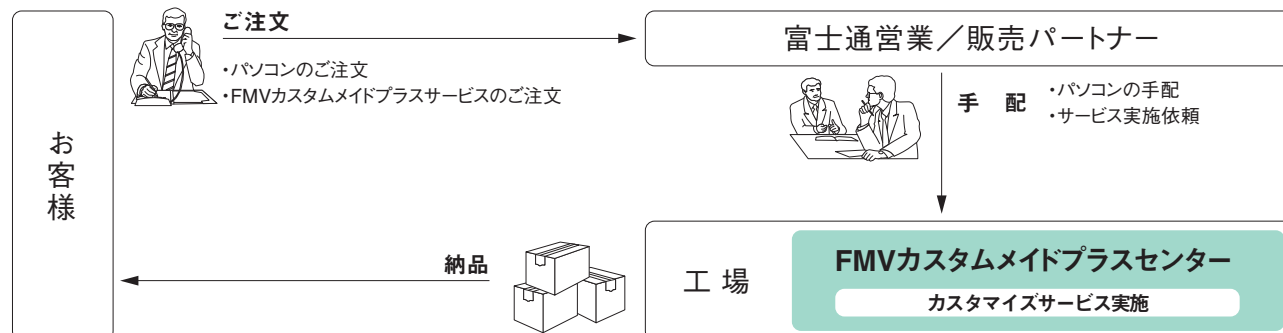 お客様
ご注文
・パソコンのご注文
・FMVカスタムメイドプラスサービスのご注文
富士通営業／販売パートナー
手 配
・パソコンの手配
・サービス実施依頼
工 場
FMVカスタムメイドプラスセンター
カスタマイズサービス実施
納品